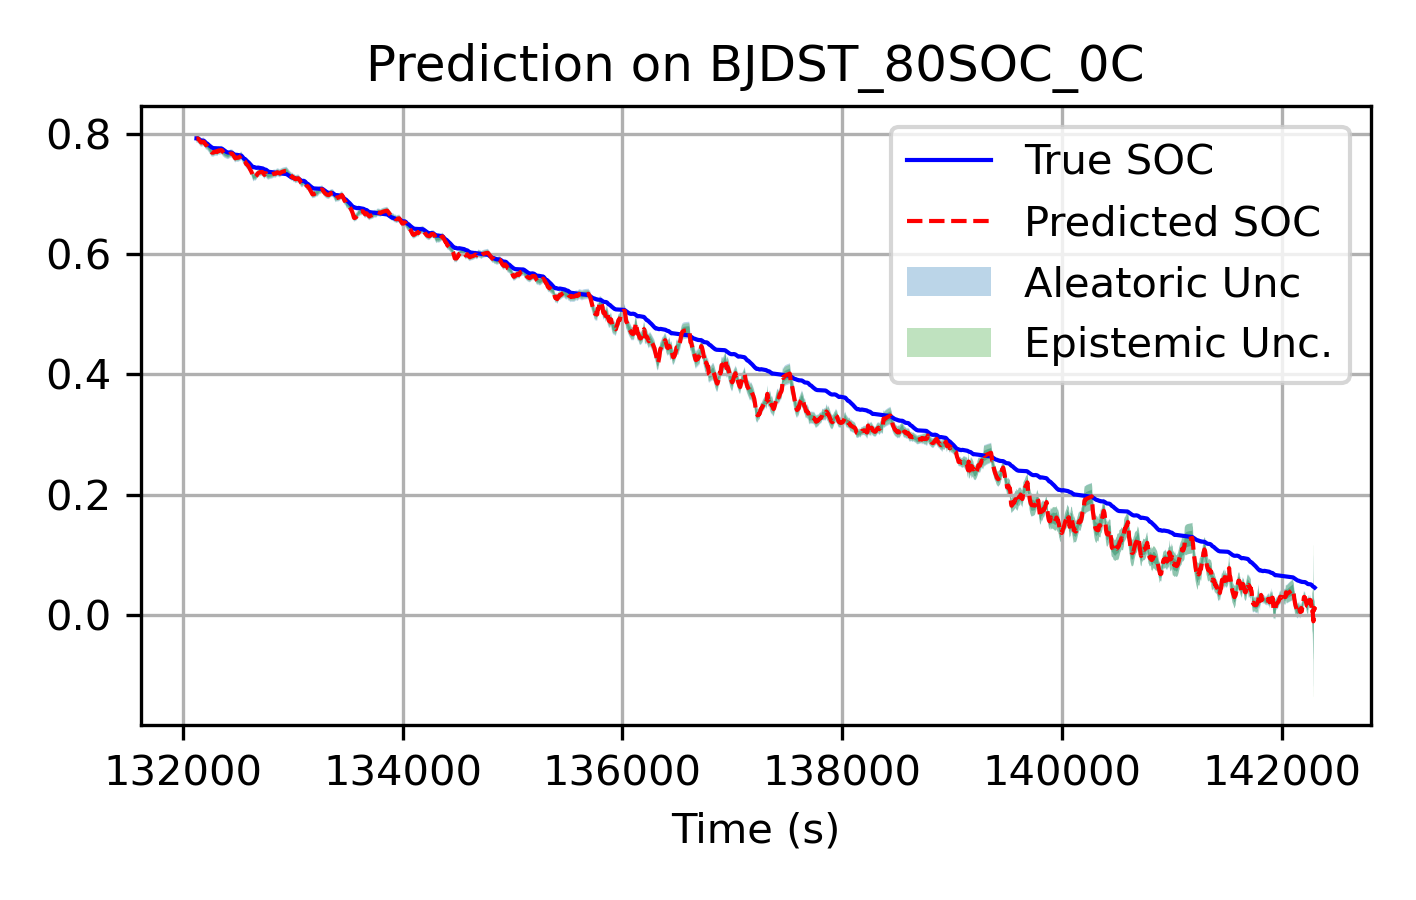 Prediction on BJDST_80SOC_0C
True SOC
Predicted SOC
Aleatoric Unc
Epistemic Unc.
0.8
0.6
0.4
0.2
0.0
132000 134000 136000 138000 140000 142000
Time (s)